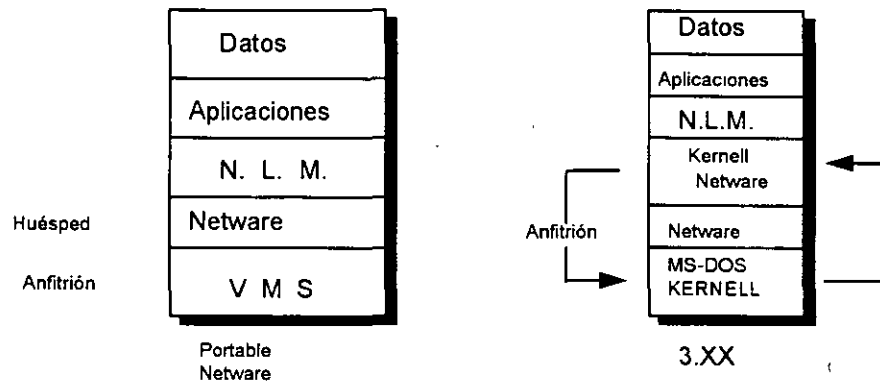 Datos
Aplicaciones
N. L. M.
Huésped
Netware
Anfitrión
V M S
Portable
Netware
Datos
Aplicaciones
N.L.M.
Kernell
Netware
Anfitrión
Netware
MS-DOS
KERNELL
3.XX